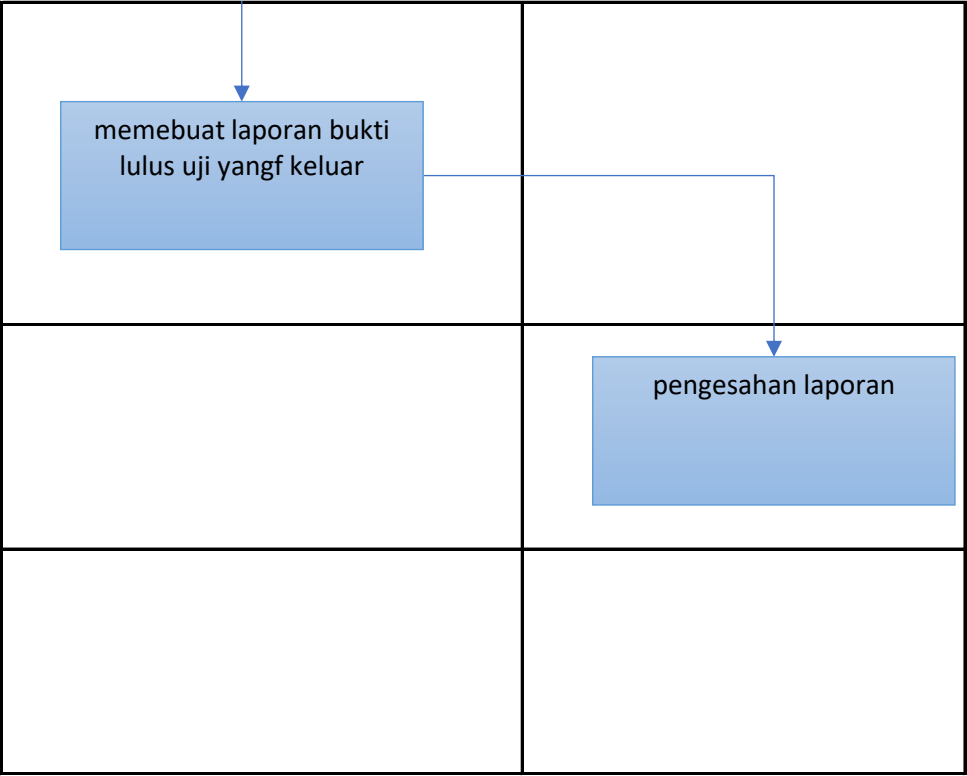 memebuat laporan bukti
lulus uji yangf keluar
pengesahan laporan